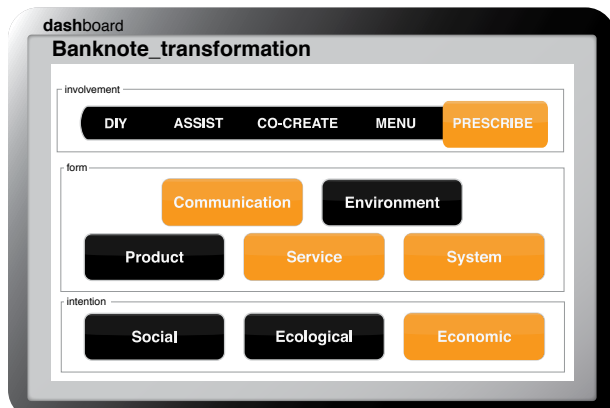 dashboard
Banknote_transformation
involvement
DIY ASSIST CO-CREATE MENU PRESCRIBE
form
Communication Environment
Product Service System
intention
Social Ecological Economic